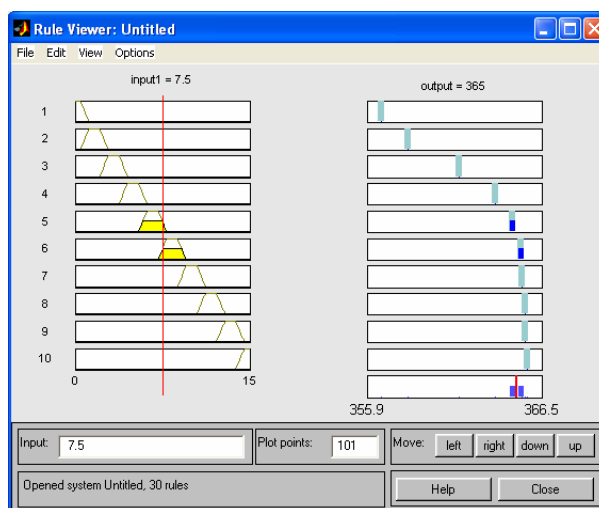 Rule Viewer: Untitled
File Edit View Options
input1 = 7.5
output = 365
1
2
3
4
5
6
7
8
9
10
0 15
355.9 366.5
Input: 7.5 Plot points: 101 Move: left right down up
Opened system Untitled, 30 rules Help Close